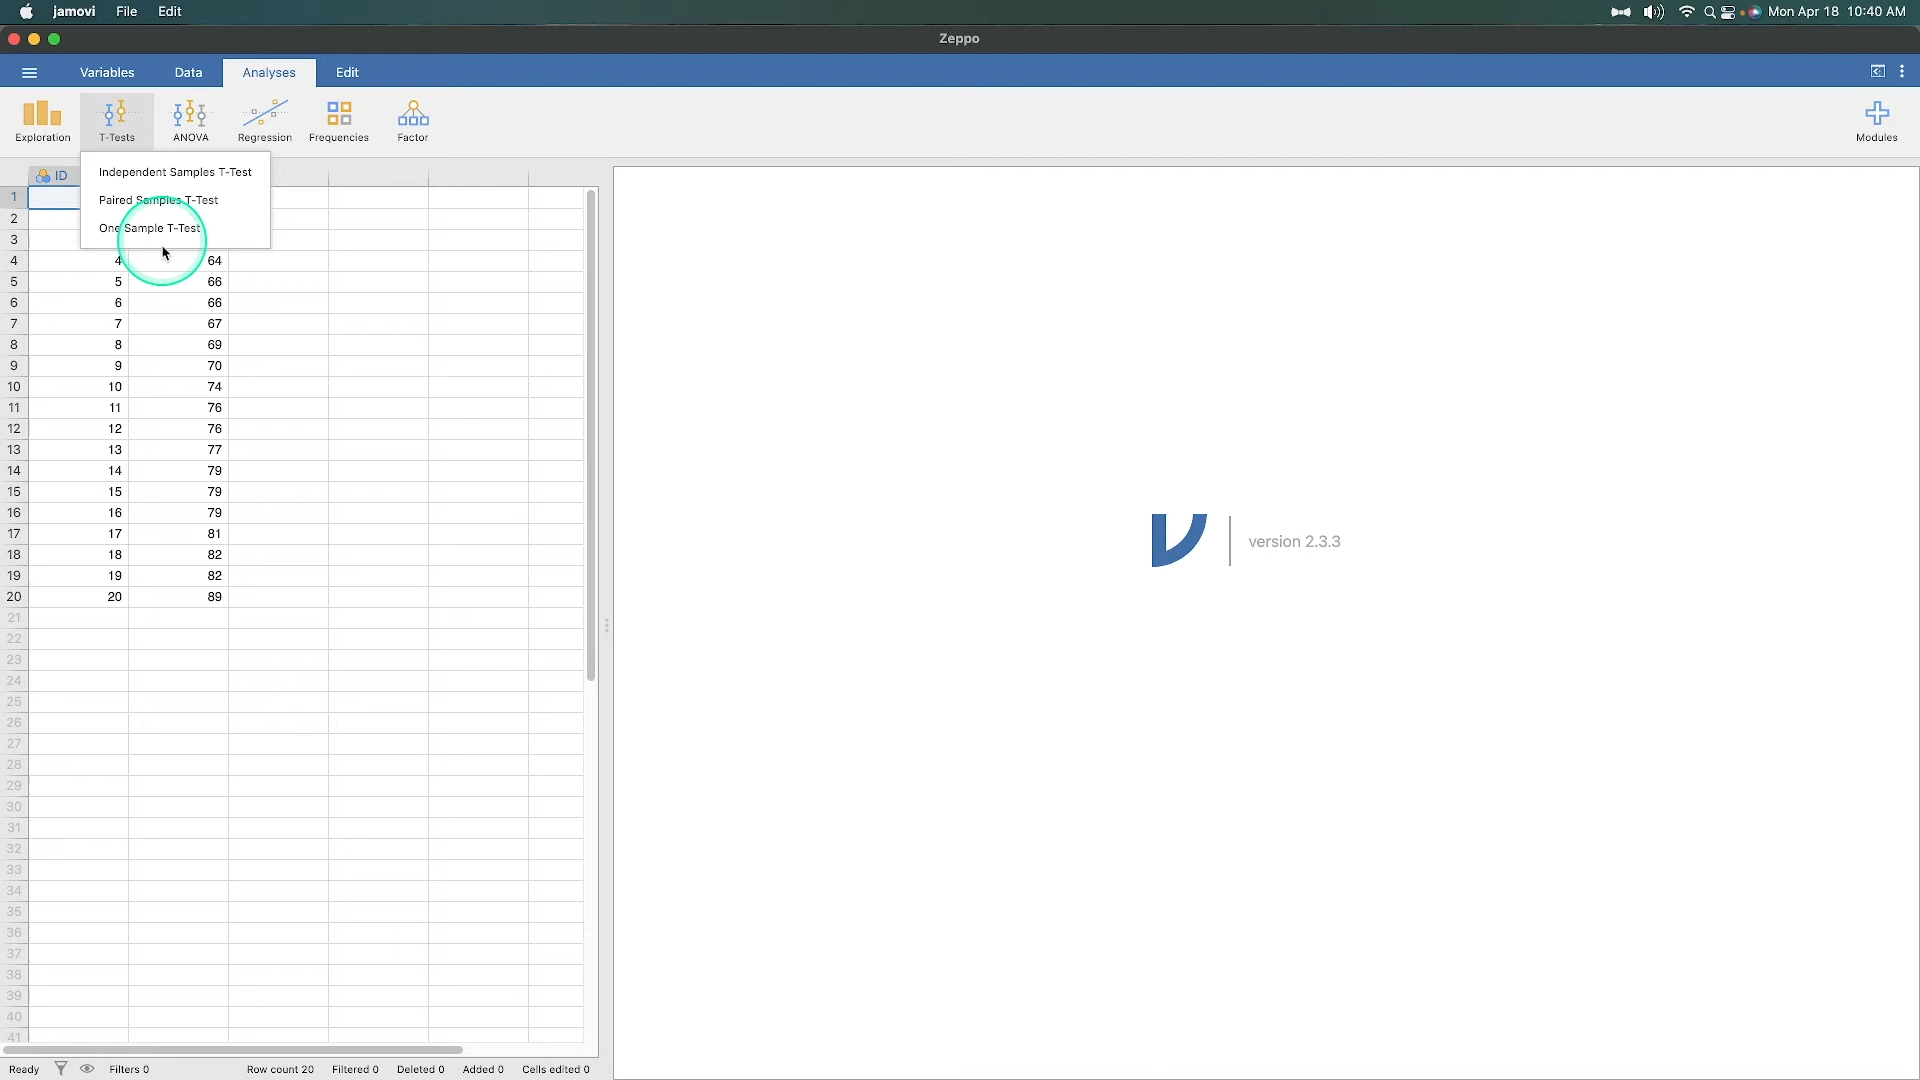 jamovi File Edit Mon Apr 18 10:40 AM
Zeppo
Variables Data Analyses Edit
Exploration T-Tests ANOVA Regression Frequencies Factor Modules
ID
Independent Samples T-Test
Paired Samples T-Test
One Sample T-Test
1
2
3
4 4 64
5 5 66
6 6 66
7 7 67
8 8 69
9 9 70
10 10 74
11 11 76
12 12 76
13 13 77
14 14 79
15 15 79
16 16 79
17 17 81
18 18 82
19 19 82
20 20 89
21
22
23
24
25
26
27
28
29
30
31
32
33
34
35
36
37
38
39
40
41
version 2.3.3
Ready Filters 0 Row count 20 Filtered 0 Deleted 0 Added 0 Cells edited 0